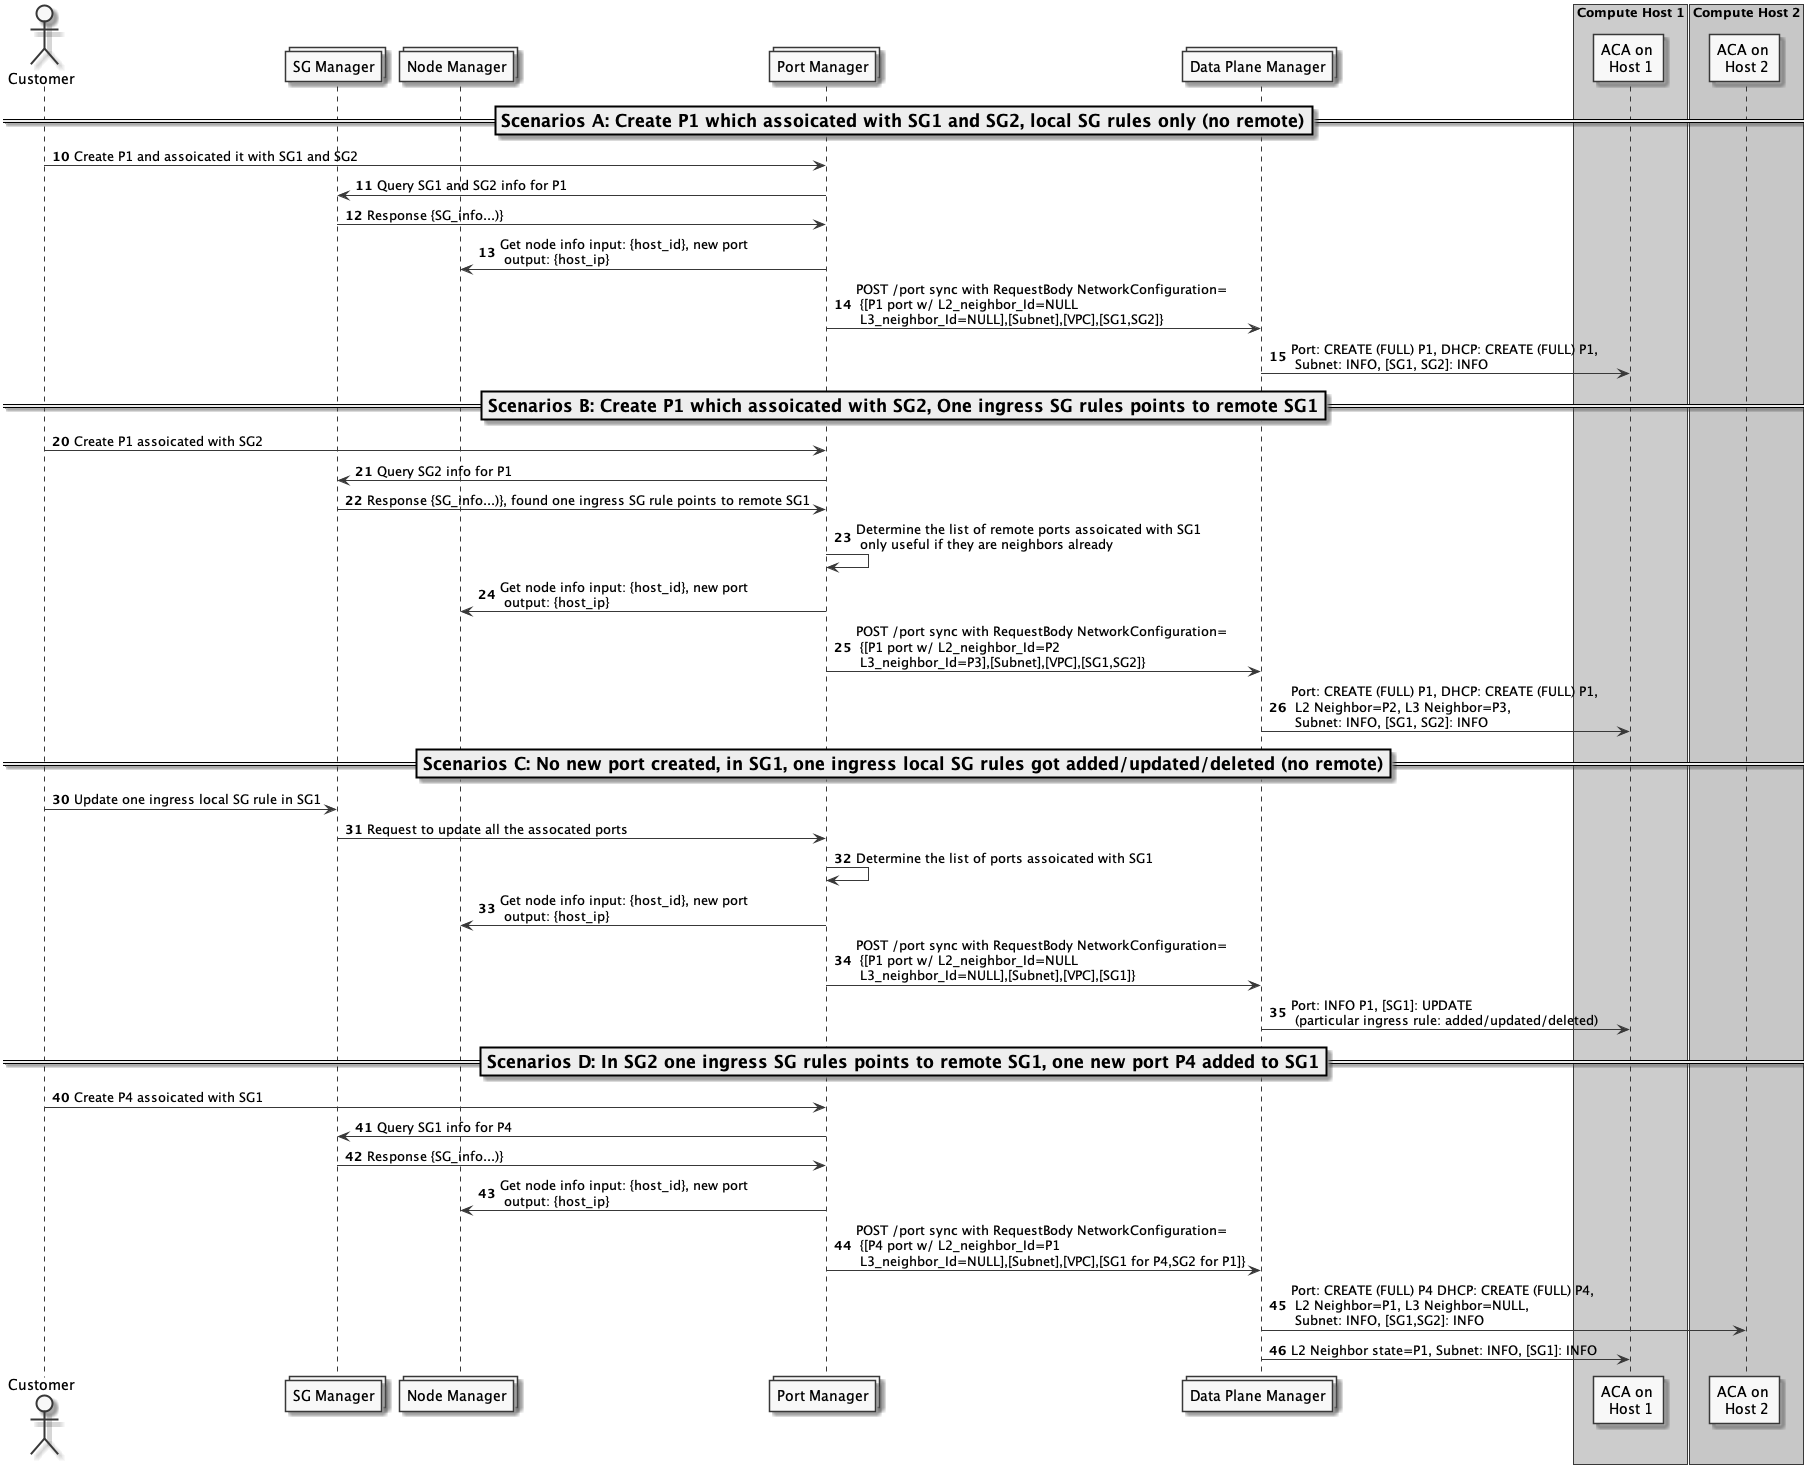 Compute Host 1
Compute Host 2
Customer
SG Manager
Node Manager
Port Manager
Data Plane Manager
ACA on
Host 1
ACA on
Host 2
Scenarios A: Create P1 which assoicated with SG1 and SG2, local SG rules only (no remote)
10 Create P1 and assoicated it with SG1 and SG2
11 Query SG1 and SG2 info for P1
12 Response {SG_info...)}
13 Get node info input: {host_id}, new port
output: {host_ip}
14 POST /port sync with RequestBody NetworkConfiguration=
{[P1 port w/ L2_neighbor_Id=NULL
L3_neighbor_Id=NULL],[Subnet],[VPC],[SG1,SG2]}
15 Port: CREATE (FULL) P1, DHCP: CREATE (FULL) P1,
Subnet: INFO, [SG1, SG2]: INFO
Scenarios B: Create P1 which assoicated with SG2, One ingress SG rules points to remote SG1
20 Create P1 assoicated with SG2
21 Query SG2 info for P1
22 Response {SG_info...)}, found one ingress SG rule points to remote SG1
23 Determine the list of remote ports assoicated with SG1
only useful if they are neighbors already
24 Get node info input: {host_id}, new port
output: {host_ip}
25 POST /port sync with RequestBody NetworkConfiguration=
{[P1 port w/ L2_neighbor_Id=P2
L3_neighbor_Id=P3],[Subnet],[VPC],[SG1,SG2]}
26 Port: CREATE (FULL) P1, DHCP: CREATE (FULL) P1,
L2 Neighbor=P2, L3 Neighbor=P3,
Subnet: INFO, [SG1, SG2]: INFO
Scenarios C: No new port created, in SG1, one ingress local SG rules got added/updated/deleted (no remote)
30 Update one ingress local SG rule in SG1
31 Request to update all the assocated ports
32 Determine the list of ports assoicated with SG1
33 Get node info input: {host_id}, new port
output: {host_ip}
34 POST /port sync with RequestBody NetworkConfiguration=
{[P1 port w/ L2_neighbor_Id=NULL
L3_neighbor_Id=NULL],[Subnet],[VPC],[SG1]}
35 Port: INFO P1, [SG1]: UPDATE
(particular ingress rule: added/updated/deleted)
Scenarios D: In SG2 one ingress SG rules points to remote SG1, one new port P4 added to SG1
40 Create P4 assoicated with SG1
41 Query SG1 info for P4
42 Response {SG_info...)}
43 Get node info input: {host_id}, new port
output: {host_ip}
44 POST /port sync with RequestBody NetworkConfiguration=
{[P4 port w/ L2_neighbor_Id=P1
L3_neighbor_Id=NULL],[Subnet],[VPC],[SG1 for P4,SG2 for P1]}
45 Port: CREATE (FULL) P4 DHCP: CREATE (FULL) P4,
L2 Neighbor=P1, L3 Neighbor=NULL,
Subnet: INFO, [SG1,SG2]: INFO
46 L2 Neighbor state=P1, Subnet: INFO, [SG1]: INFO
Customer
SG Manager
Node Manager
Port Manager
Data Plane Manager
ACA on
Host 1
ACA on
Host 2